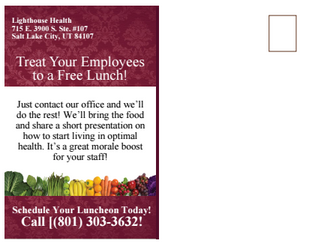 Lighthouse Health
715 E. 3900 S. Ste. #107
Salt Lake City, UT 84107
Treat Your Employees
to a Free Lunch!
Just contact our office and we'll
do the rest! We'll bring the food
and share a short presentation on
how to start living in optimal
health. It's a great morale boost
for your staff!
Schedule Your Luncheon Today!
Call [(801) 303-3632!